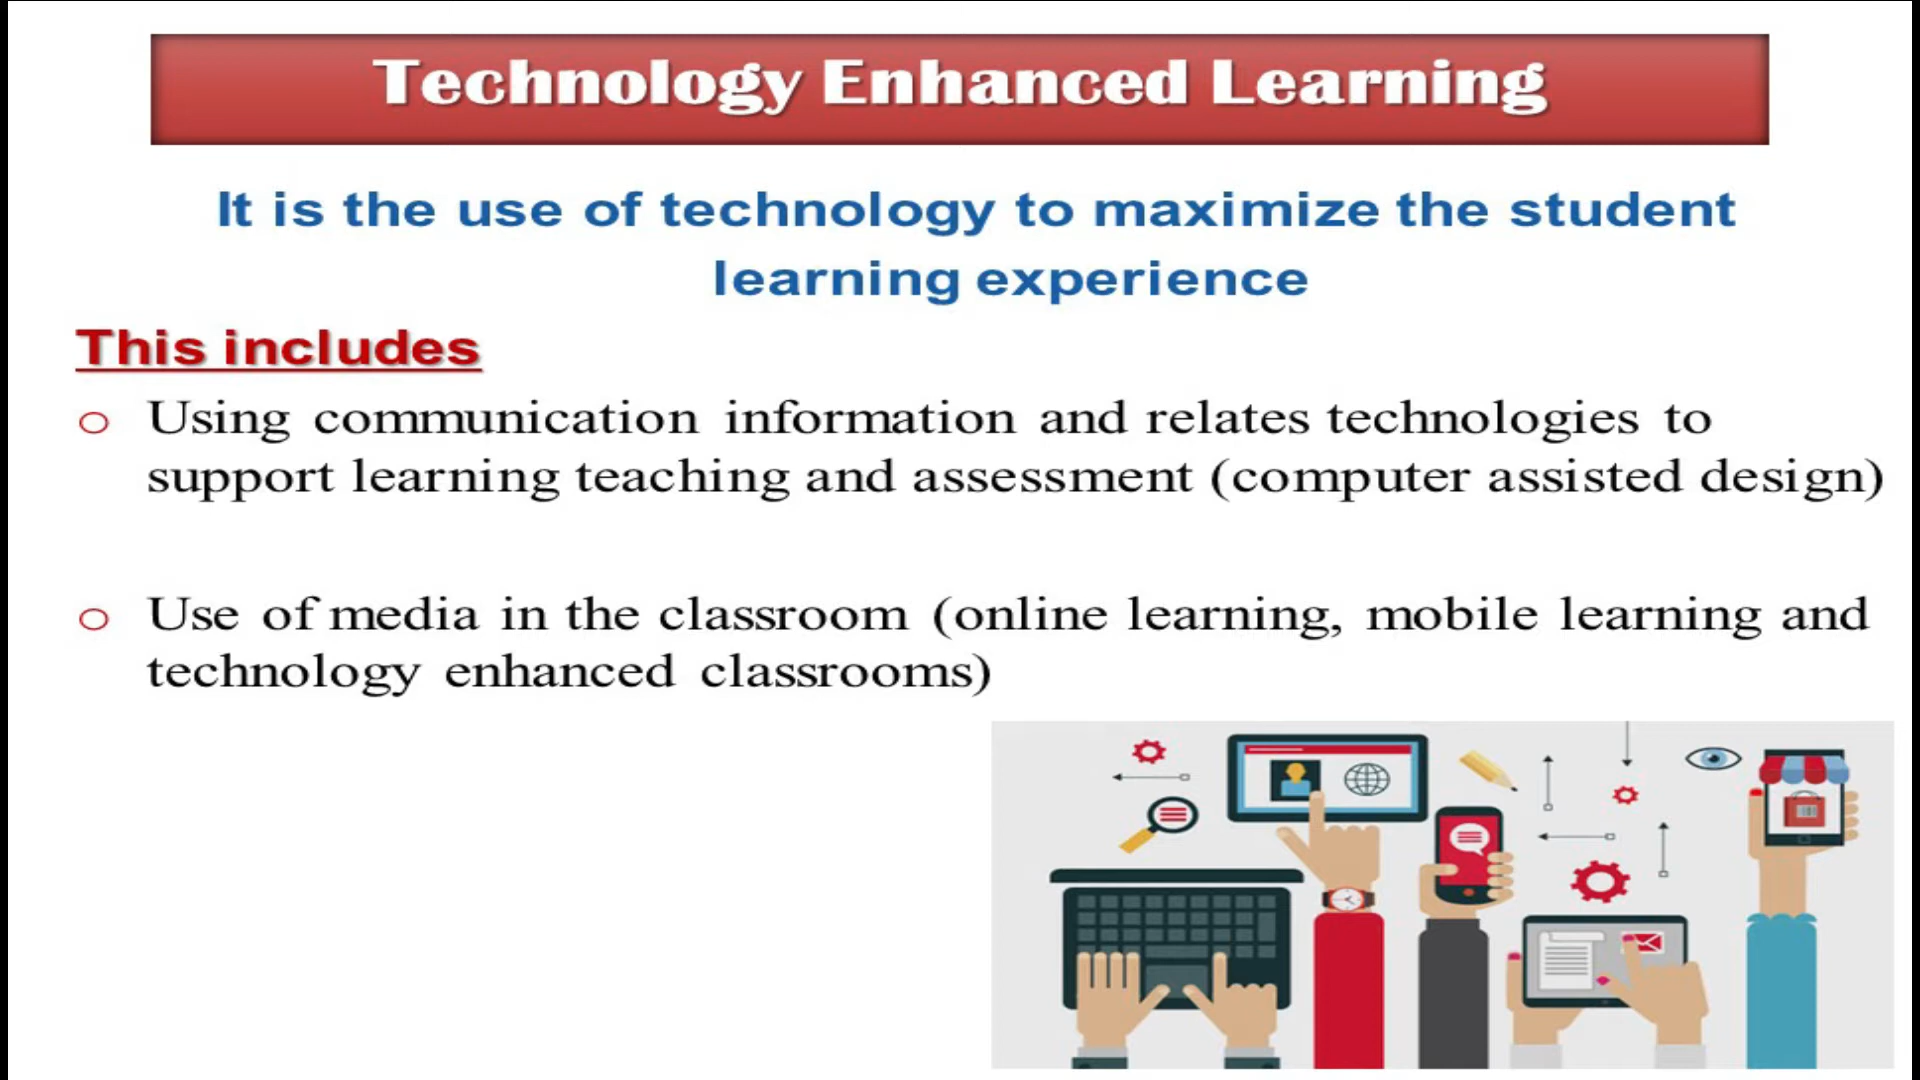 Technology Enhanced Learning
It is the use of technology to maximize the student
learning experience
This includes
Using communication information and relates technologies to
support learning teaching and assessment (computer assisted design)
Use of media in the classroom (online learning, mobile learning and
technology enhanced classrooms)